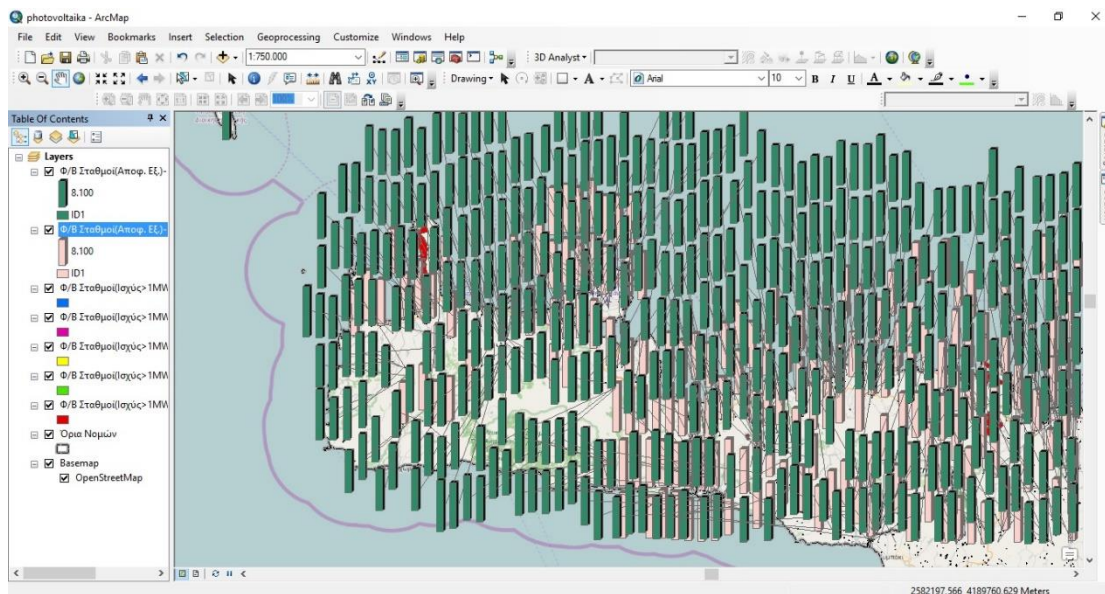 photovoltaika - ArcMap
File Edit View Bookmarks Insert Selection Geoprocessing Customize Windows Help
1:750.000
3D Analyst
Drawing
Arial
10
B I U A
Table Of Contents
Layers
Φ/Β Σταθμοί(Αποφ. Εξ.)-
8.100
ID1
Φ/Β Σταθμοί(Αποφ. Εξ.)-
8.100
ID1
Φ/Β Σταθμοί(Ισχύς>1MW
Φ/Β Σταθμοί(Ισχύς>1MW
Φ/Β Σταθμοί(Ισχύς>1MW
Φ/Β Σταθμοί(Ισχύς>1MW
Φ/Β Σταθμοί(Ισχύς>1MW
Όρια Νομών
Basemap
OpenStreetMap
2582197,566 4189760,629 Meters